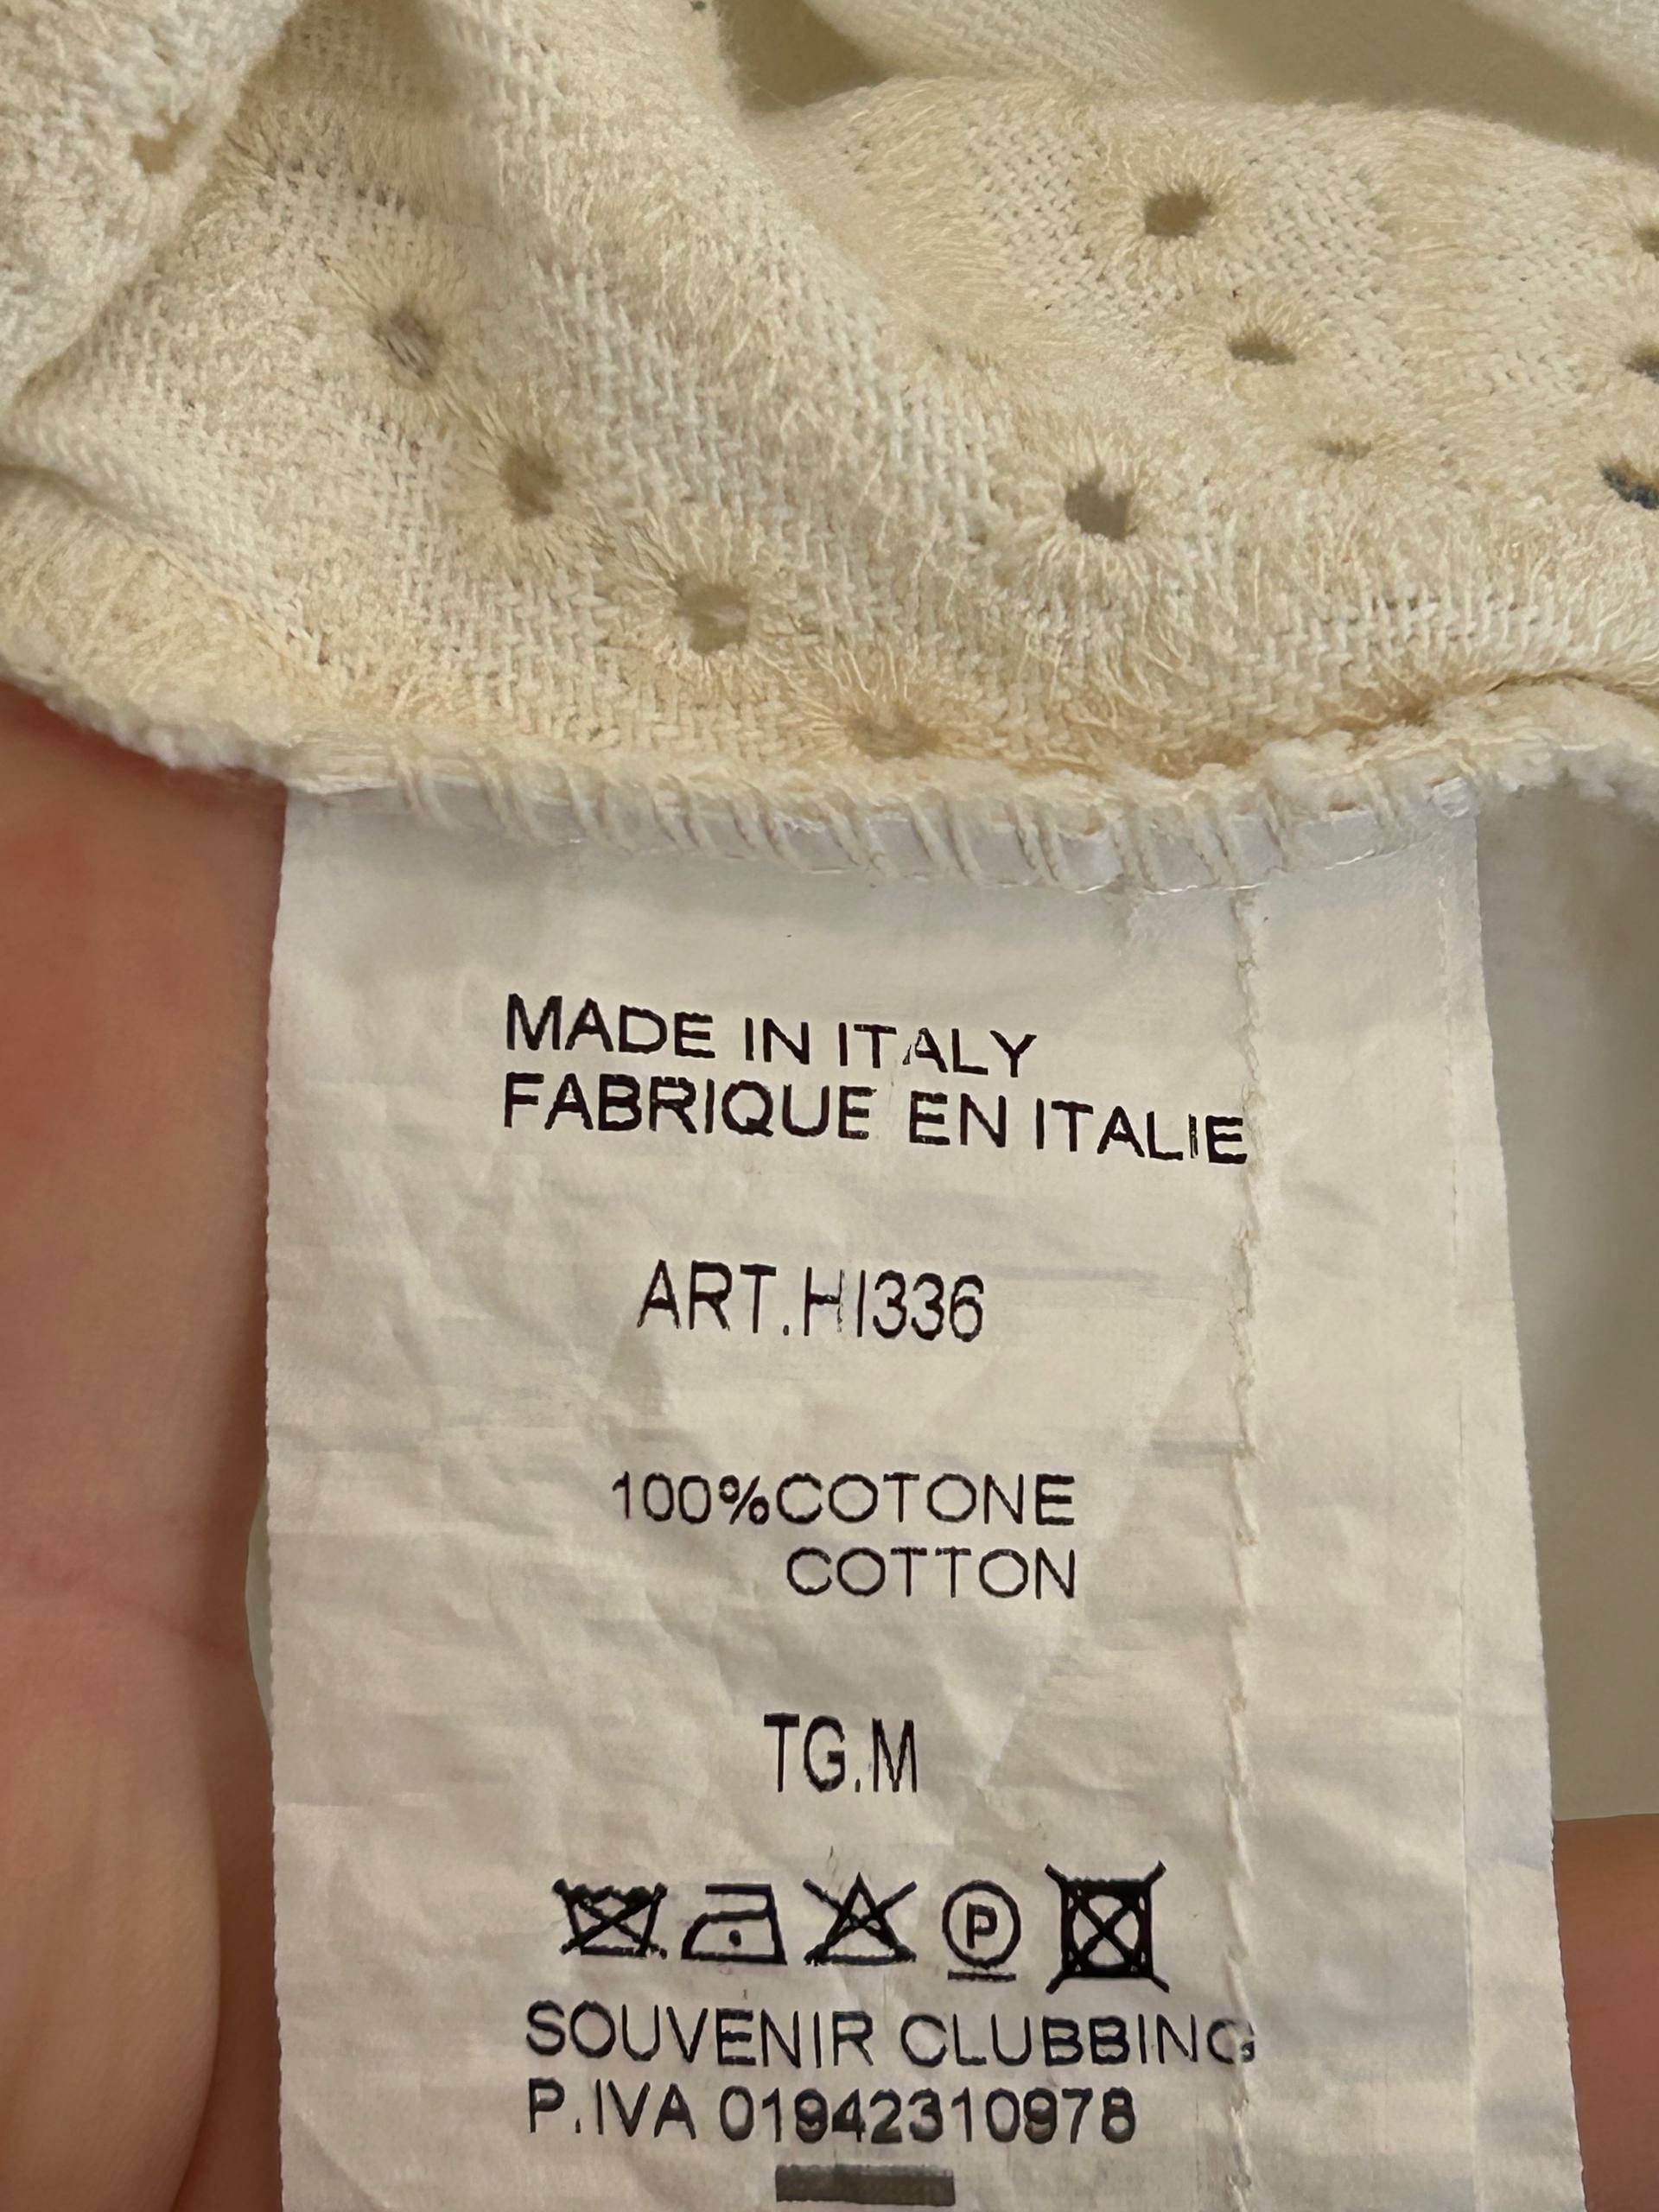 MADE IN ITALY
FABRIQUE EN ITALIE
ART.HI336
100%COTONE
COTTON
TG.M
P
SOUVENIR CLUBBING
P.IVA 01942310978